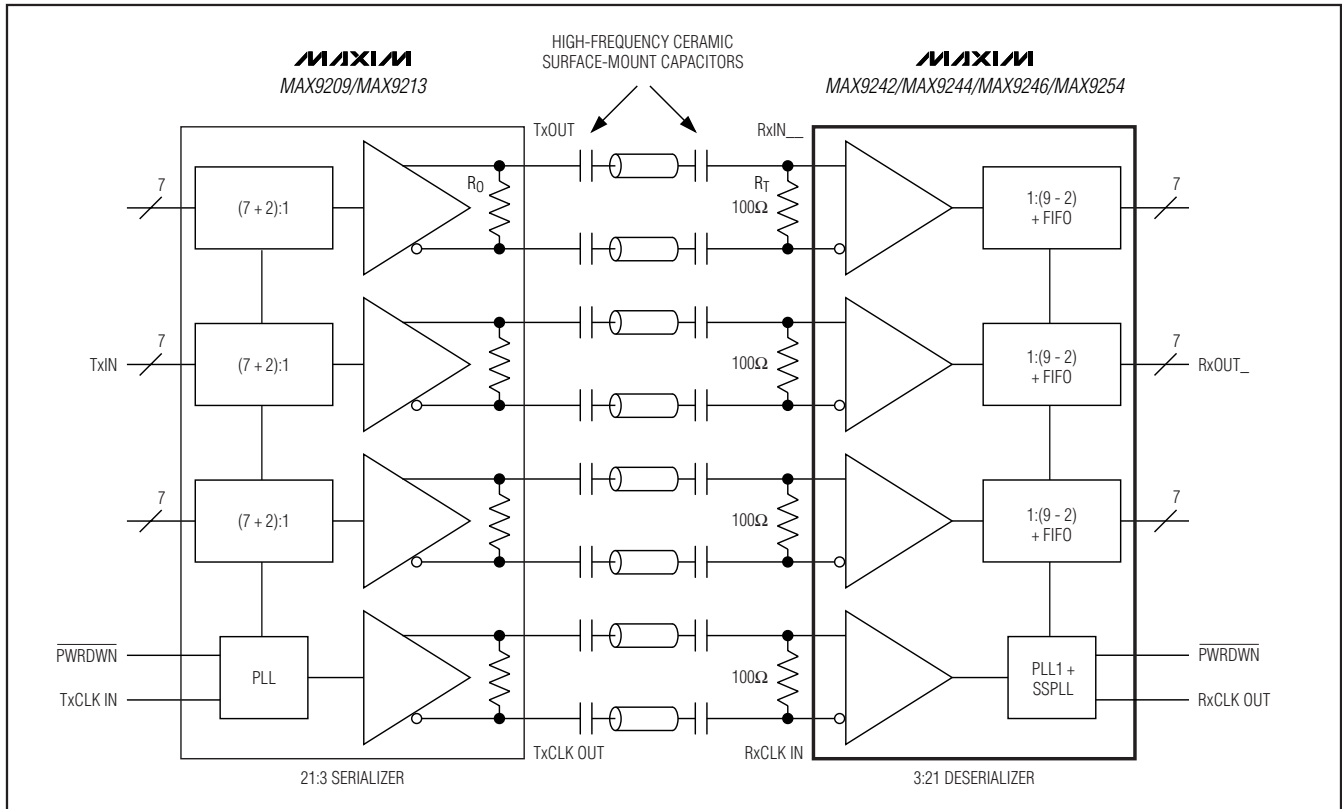 HIGH-FREQUENCY CERAMIC
SURFACE-MOUNT CAPACITORS
MAXIM
MAX9209/MAX9213
MAXIM
MAX9242/MAX9244/MAX9246/MAX9254
TxOUT
RxIN__
7
(7 + 2):1
RO
RT
100Ω
1:(9 - 2)
+ FIFO
7
TxIN
7
(7 + 2):1
100Ω
1:(9 - 2)
+ FIFO
7
RxOUT_
7
(7 + 2):1
100Ω
1:(9 - 2)
+ FIFO
7
PWRDWN
TxCLK IN
PLL
100Ω
PLL1 +
SSPLL
PWRDWN
RxCLK OUT
TxCLK OUT
RxCLK IN
21:3 SERIALIZER
3:21 DESERIALIZER